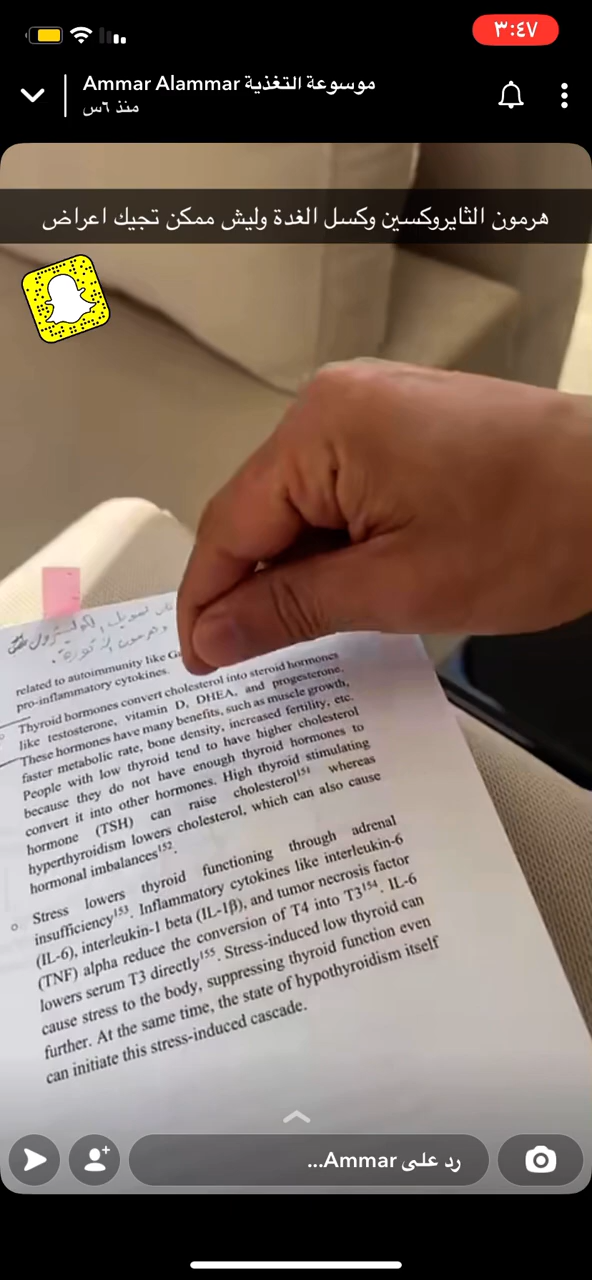 ٣:٤٧
موسوعة التغذية Ammar Alammar
منذ ٦س
هرمون الثايروكسين وكسل الغدة وليش ممكن تجيك اعراض
related to autoimmunity like
pro-inflammatory cytokines.
Thyroid hormones convert cholesterol into steroid hormones
like testosterone, vitamin D, DHEA, and progesterone.
These hormones have many benefits, such as muscle growth,
faster metabolic rate, bone density, increased fertility, etc.
People with low thyroid tend to have higher cholesterol
because they do not have enough thyroid hormones to
convert it into other hormones. High thyroid stimulating
hormone (TSH) can raise cholesterol¹⁵¹ whereas
hyperthyroidism lowers cholesterol, which can also cause
hormonal imbalances¹⁵².
o Stress lowers thyroid functioning through adrenal
insufficiency¹⁵³. Inflammatory cytokines like interleukin-6
(IL-6), interleukin-1 beta (IL-1β), and tumor necrosis factor
(TNF) alpha reduce the conversion of T4 into T3¹⁵⁴. IL-6
lowers serum T3 directly¹⁵⁵. Stress-induced low thyroid can
cause stress to the body, suppressing thyroid function even
further. At the same time, the state of hypothyroidism itself
can initiate this stress-induced cascade.
رد على Ammar...